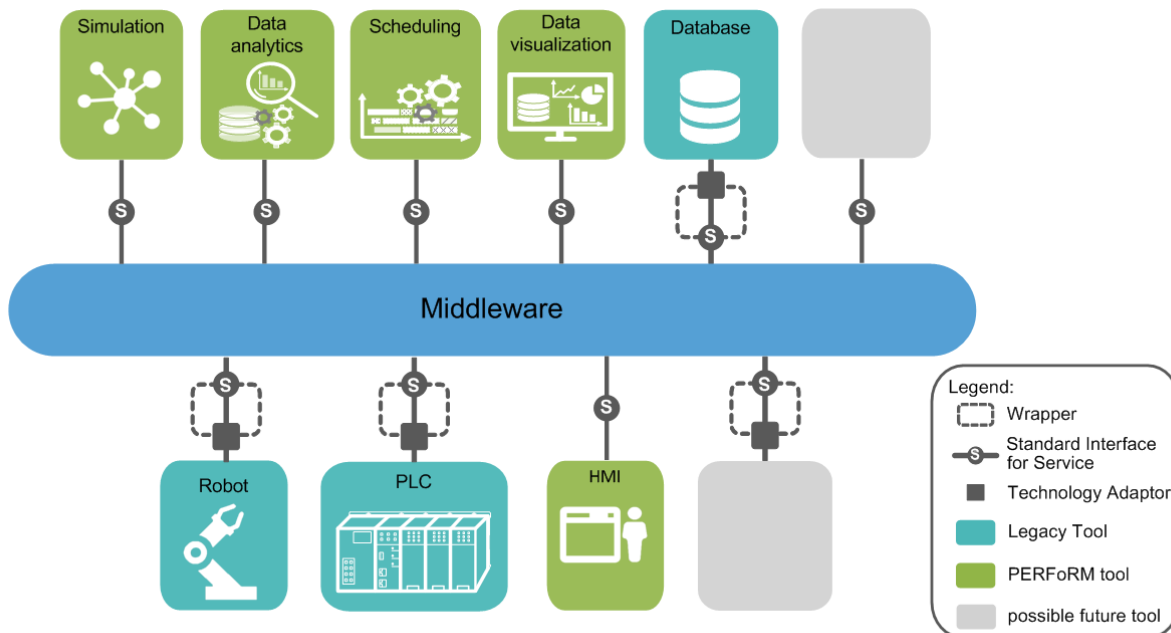 Simulation
Data
analytics
Scheduling
Data
visualization
Database
S
S
S
S
S
S
Middleware
S
S
S
S
Robot
PLC
HMI
Legend:
Wrapper
S
Standard Interface
for Service
Technology Adaptor
Legacy Tool
PERFoRM tool
possible future tool